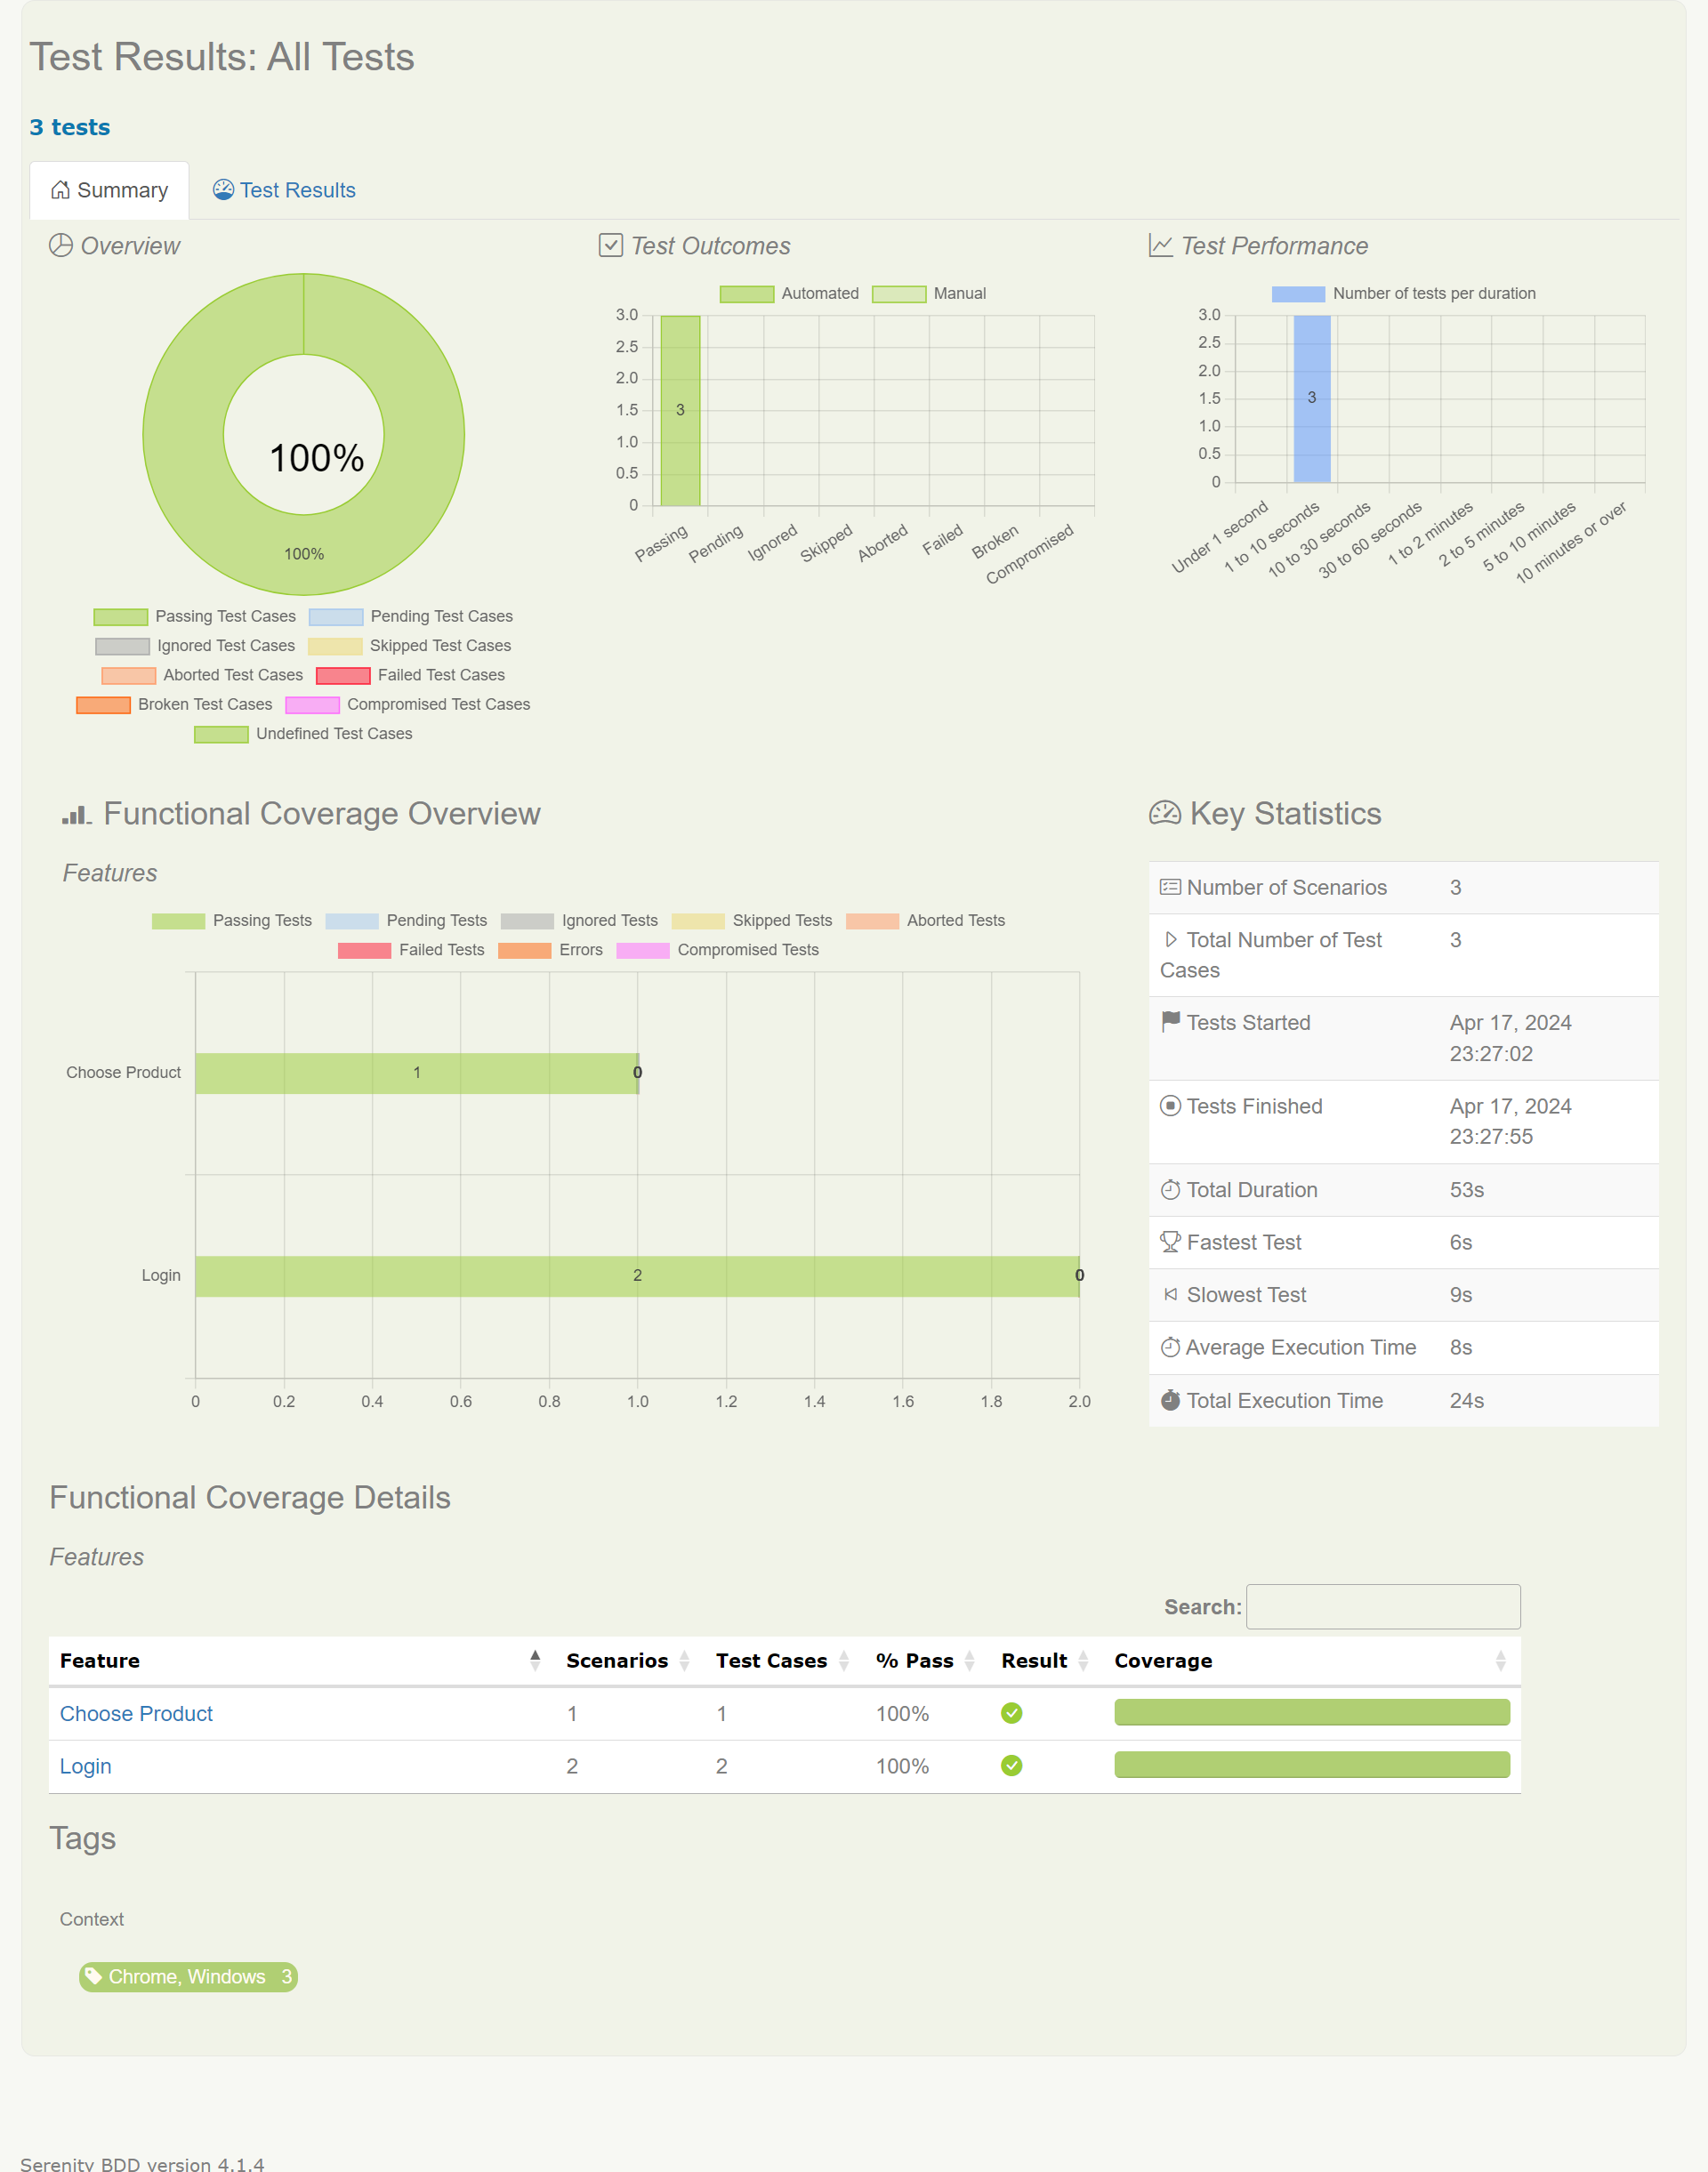 Test Results: All Tests
3 tests
Summary
Test Results
Overview
100%
100%
Passing Test Cases Pending Test Cases
Ignored Test Cases Skipped Test Cases
Aborted Test Cases Failed Test Cases
Broken Test Cases Compromised Test Cases
Undefined Test Cases
Test Outcomes
Automated Manual
3.0
2.5
2.0
1.5
1.0
0.5
0
3
Passing Pending Ignored Skipped Aborted Failed Broken Compromised
Test Performance
Number of tests per duration
3.0
2.5
2.0
1.5
1.0
0.5
0
3
Under 1 second 1 to 10 seconds 10 to 30 seconds 30 to 60 seconds 1 to 2 minutes 2 to 5 minutes 5 to 10 minutes 10 minutes or over
Functional Coverage Overview
Features
Passing Tests Pending Tests Ignored Tests Skipped Tests Aborted Tests
Failed Tests Errors Compromised Tests
Choose Product 1 0
Login 2 0
0 0.2 0.4 0.6 0.8 1.0 1.2 1.4 1.6 1.8 2.0
Key Statistics
Number of Scenarios 3
Total Number of Test 3
Cases
Tests Started Apr 17, 2024
23:27:02
Tests Finished Apr 17, 2024
23:27:55
Total Duration 53s
Fastest Test 6s
Slowest Test 9s
Average Execution Time 8s
Total Execution Time 24s
Functional Coverage Details
Features
Search:
Feature Scenarios Test Cases % Pass Result Coverage
Choose Product 1 1 100%
Login 2 2 100%
Tags
Context
Chrome, Windows 3
Serenity BDD version 4.1.4